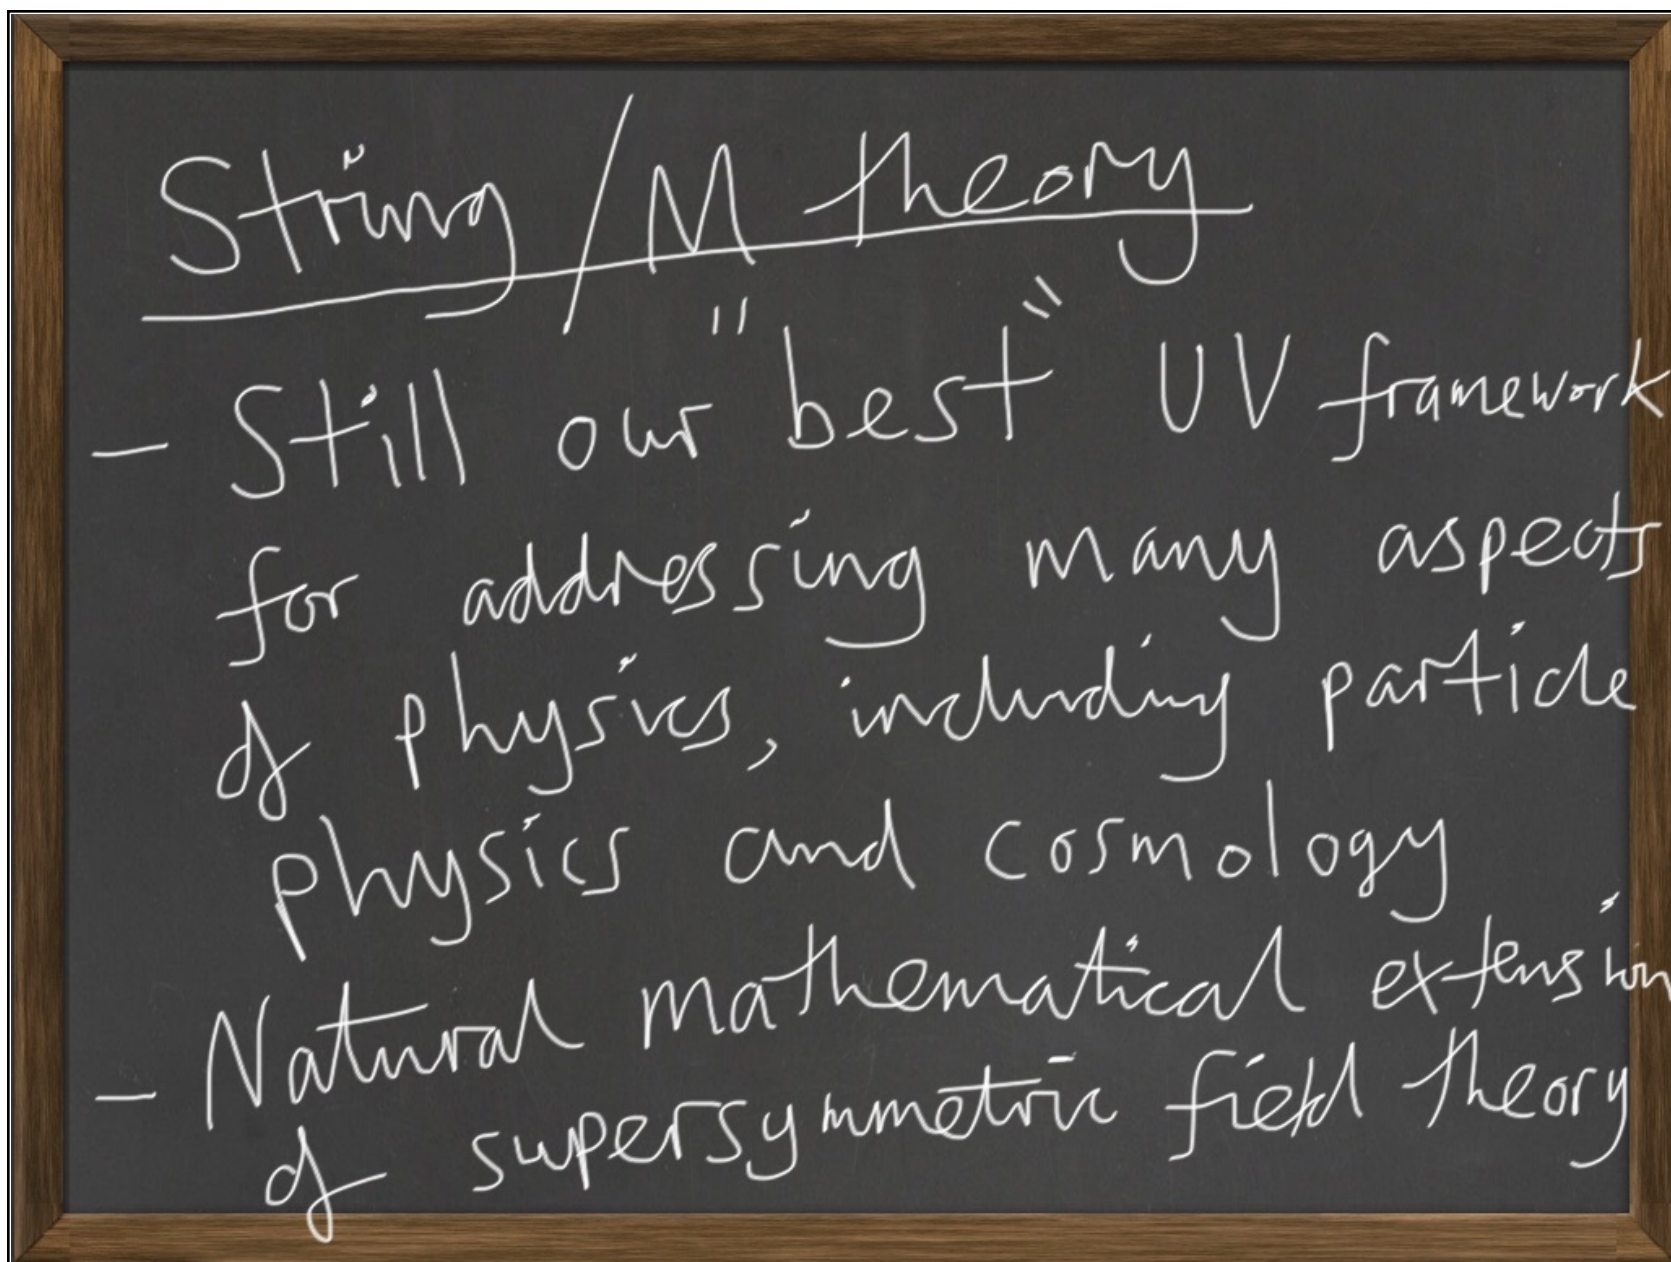 String/M theory
- Still our "best" UV framework
for addressing many aspects
of physics, including particle
physics and cosmology
- Natural mathematical extension
of supersymmetric field theory